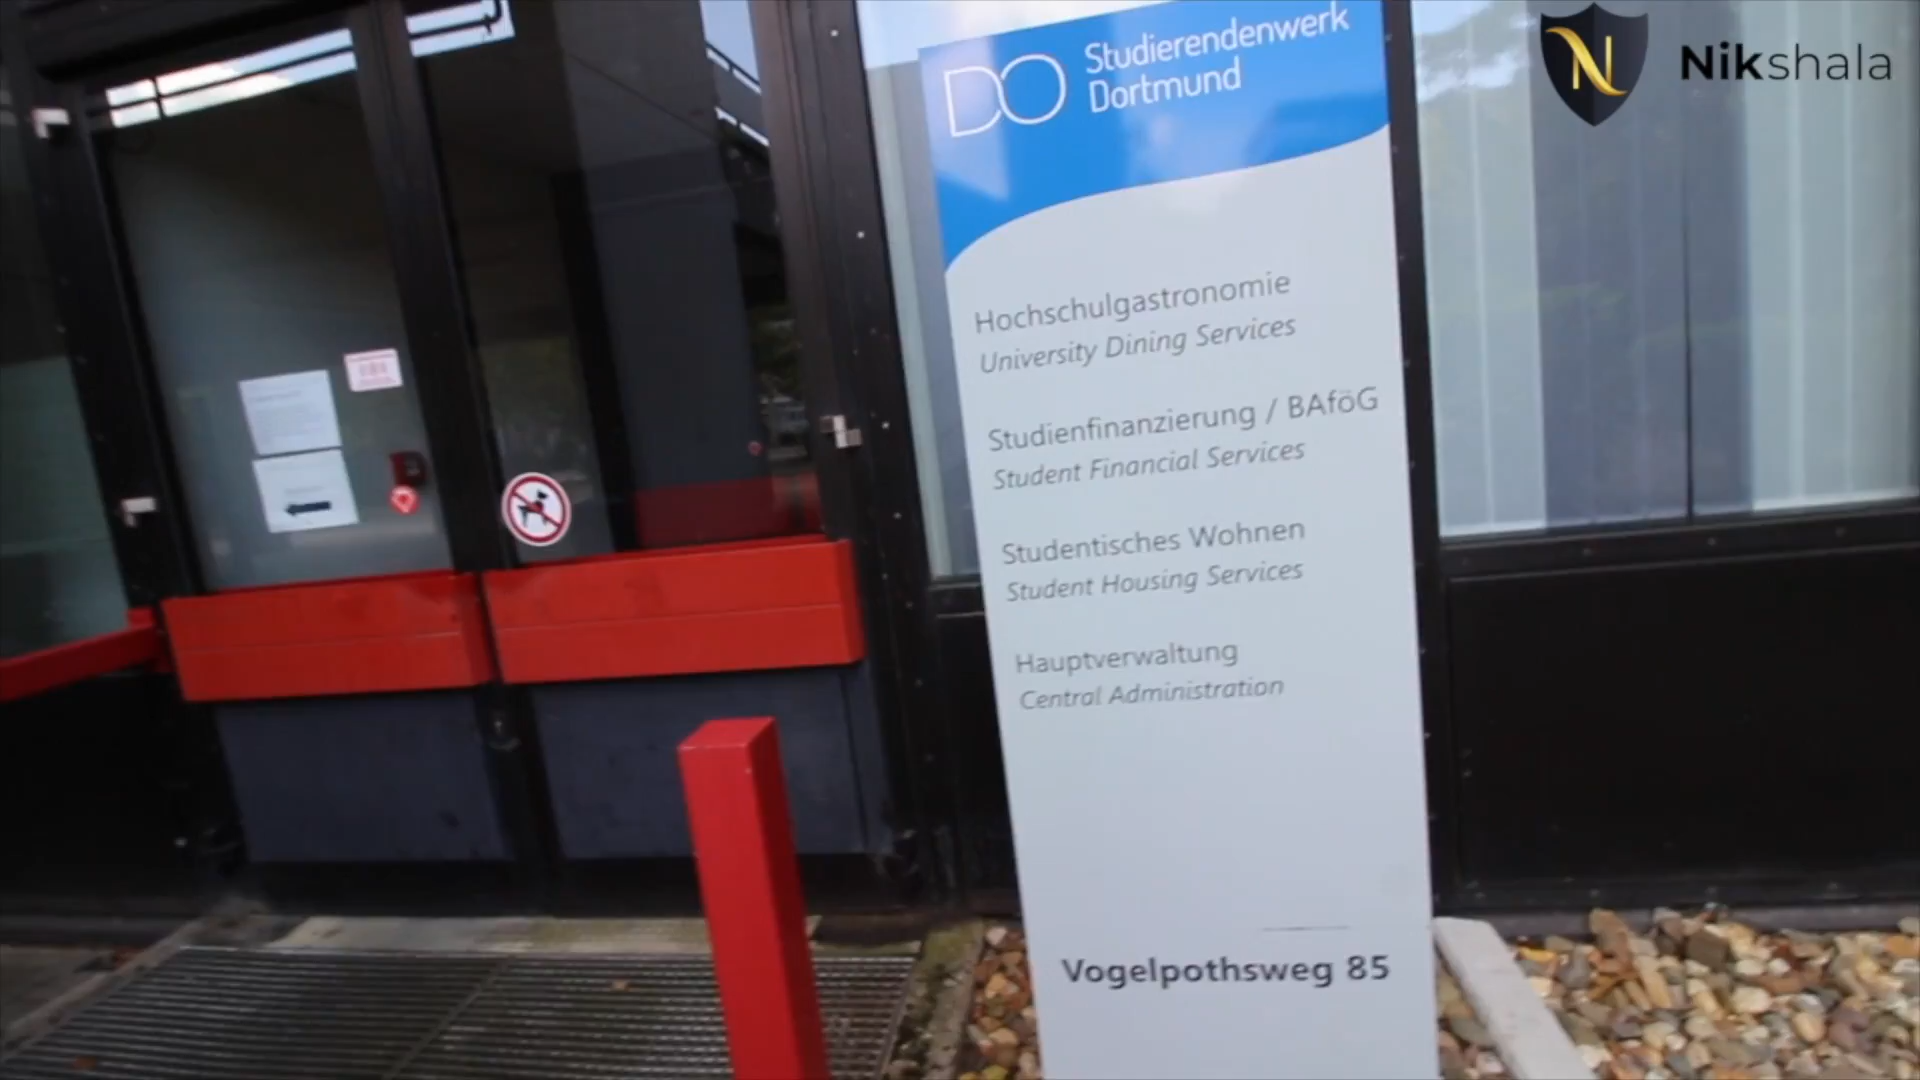 DO Studierendenwerk
Dortmund
Nikshala
Hochschulgastronomie
University Dining Services
Studienfinanzierung / BAföG
Student Financial Services
Studentisches Wohnen
Student Housing Services
Hauptverwaltung
Central Administration
Vogelpothsweg 85